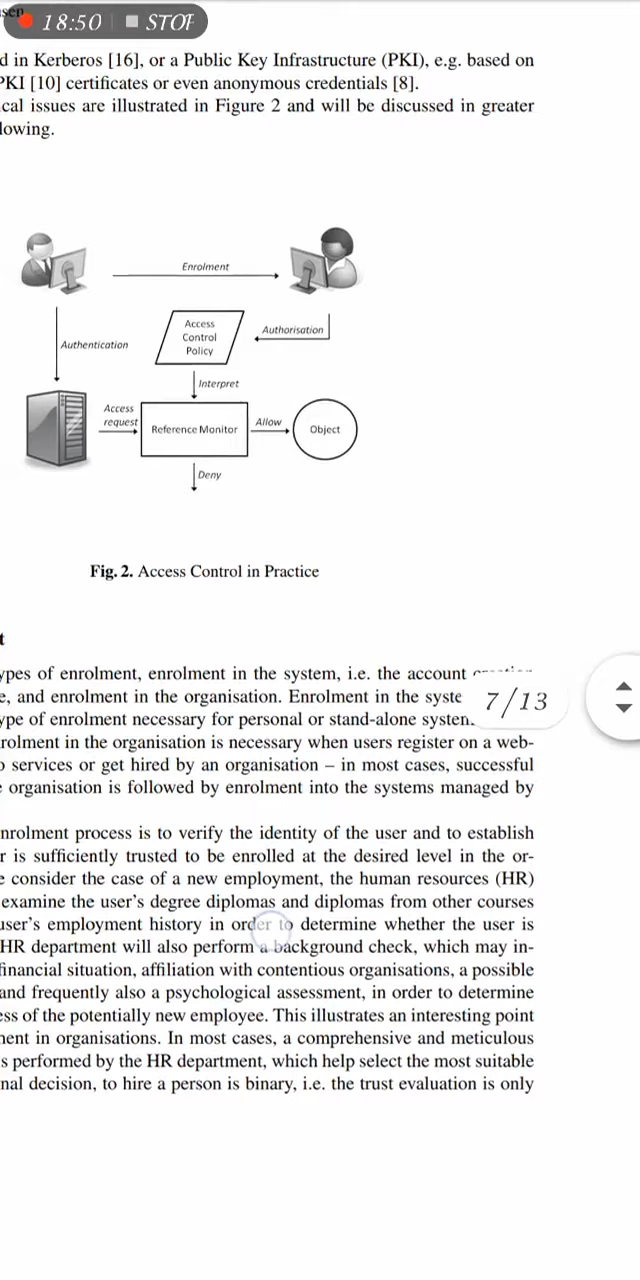 sen
18:50 STOP
d in Kerberos [16], or a Public Key Infrastructure (PKI), e.g. based on
PKI [10] certificates or even anonymous credentials [8].
cal issues are illustrated in Figure 2 and will be discussed in greater
lowing.
Enrolment
Access
Control
Policy
Authorisation
Authentication
Interpret
Access
request
Reference Monitor
Allow
Object
Deny
Fig. 2. Access Control in Practice
t
ypes of enrolment, enrolment in the system, i.e. the account
e, and enrolment in the organisation. Enrolment in the syste
7/13
ype of enrolment necessary for personal or stand-alone system
rolment in the organisation is necessary when users register on a web-
o services or get hired by an organisation – in most cases, successful
e organisation is followed by enrolment into the systems managed by
nrolment process is to verify the identity of the user and to establish
r is sufficiently trusted to be enrolled at the desired level in the or-
e consider the case of a new employment, the human resources (HR)
examine the user's degree diplomas and diplomas from other courses
user's employment history in order to determine whether the user is
HR department will also perform a background check, which may in-
financial situation, affiliation with contentious organisations, a possible
and frequently also a psychological assessment, in order to determine
ess of the potentially new employee. This illustrates an interesting point
ment in organisations. In most cases, a comprehensive and meticulous
s performed by the HR department, which help select the most suitable
nal decision, to hire a person is binary, i.e. the trust evaluation is only